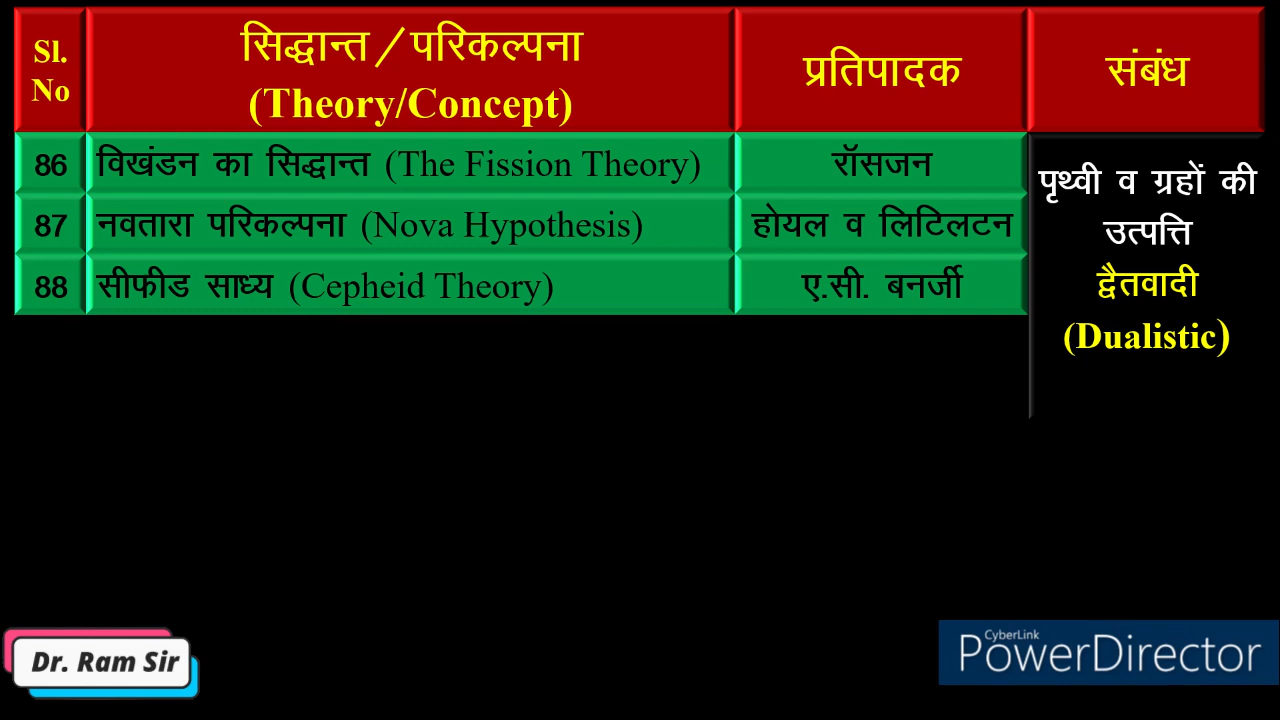 Sl. No
सिद्धान्त/परिकल्पना
(Theory/Concept)
प्रतिपादक
संबंध
86 विखंडन का सिद्धान्त (The Fission Theory) रॉसजन
87 नवतारा परिकल्पना (Nova Hypothesis) होयल व लिटिलटन
88 सीफीड साध्य (Cepheid Theory) ए.सी. बनर्जी
पृथ्वी व ग्रहों की
उत्पत्ति
द्वैतवादी
(Dualistic)
Dr. Ram Sir
CyberLink
PowerDirector